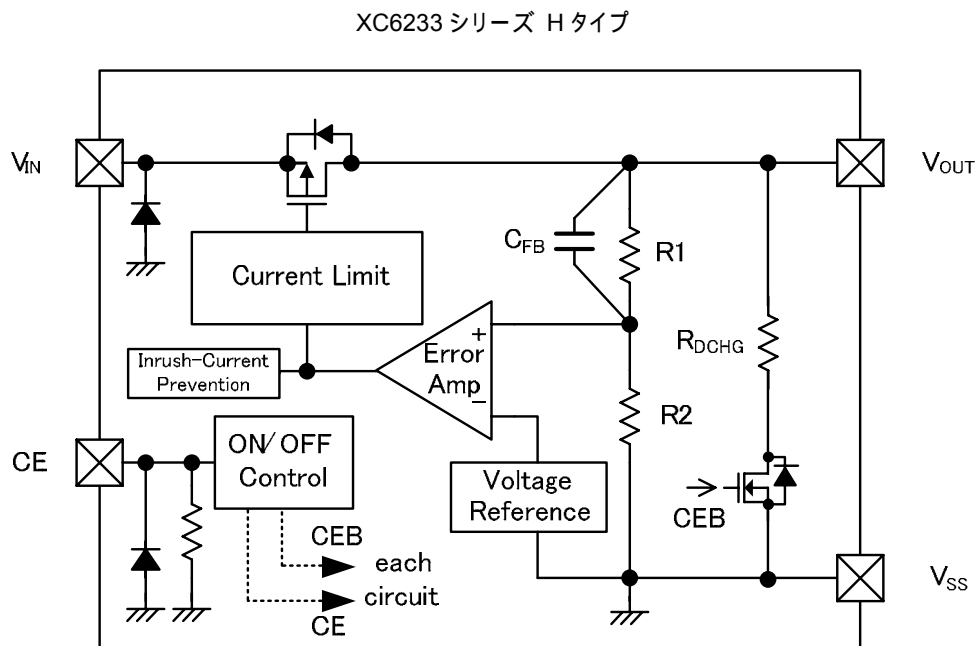 XC6233 シリーズ H タイプ
VIN
VOUT
CFB
R1
Current Limit
RDCHG
+
Error
Amp
−
Inrush-Current
Prevention
R2
CE
ON/OFF
Control
Voltage
Reference
CEB
CEB
each
circuit
CE
VSS